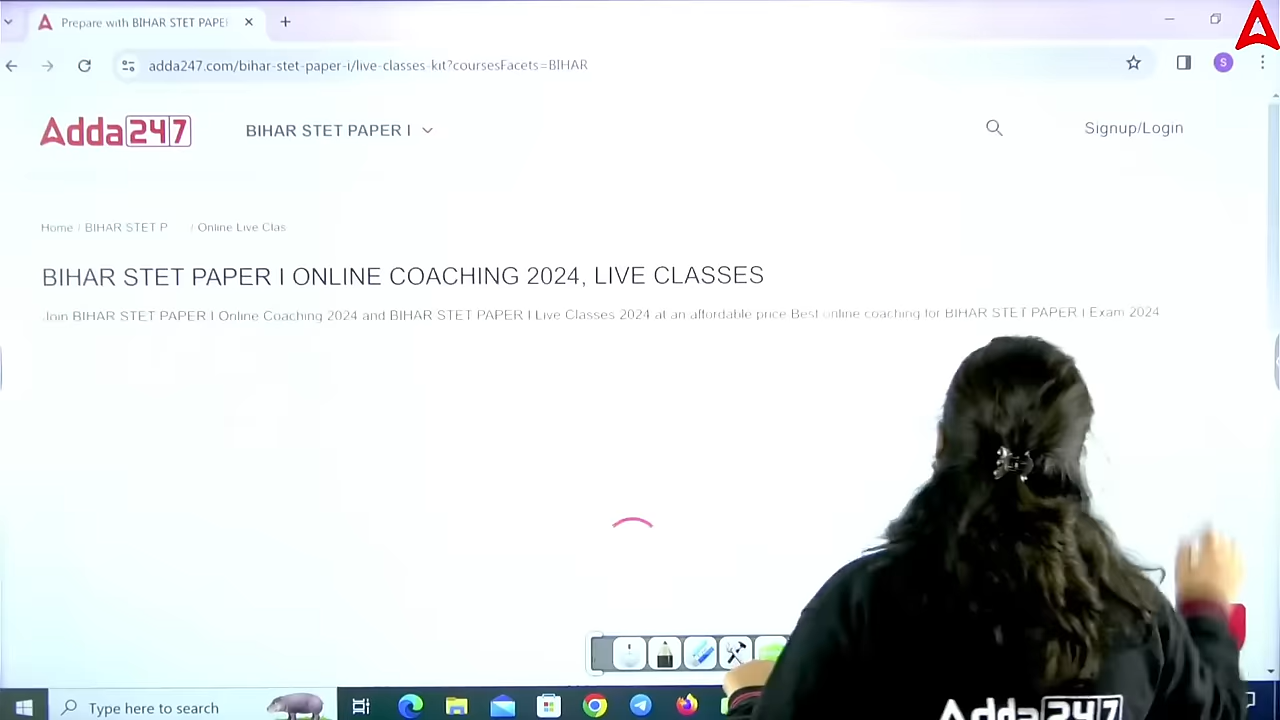 Prepare with BIHAR STET PAPE
adda247.com/bihar-stet-paper-i/live-classes-kit?coursesFacets=BIHAR
S
Adda247
BIHAR STET PAPER I
Signup/Login
Home / BIHAR STET P / Online Live Clas
BIHAR STET PAPER I ONLINE COACHING 2024, LIVE CLASSES
Join BIHAR STET PAPER I Online Coaching 2024 and BIHAR STET PAPER I Live Classes 2024 at an affordable price Best online coaching for BIHAR STET PAPER I Exam 2024
Type here to search
Adda247